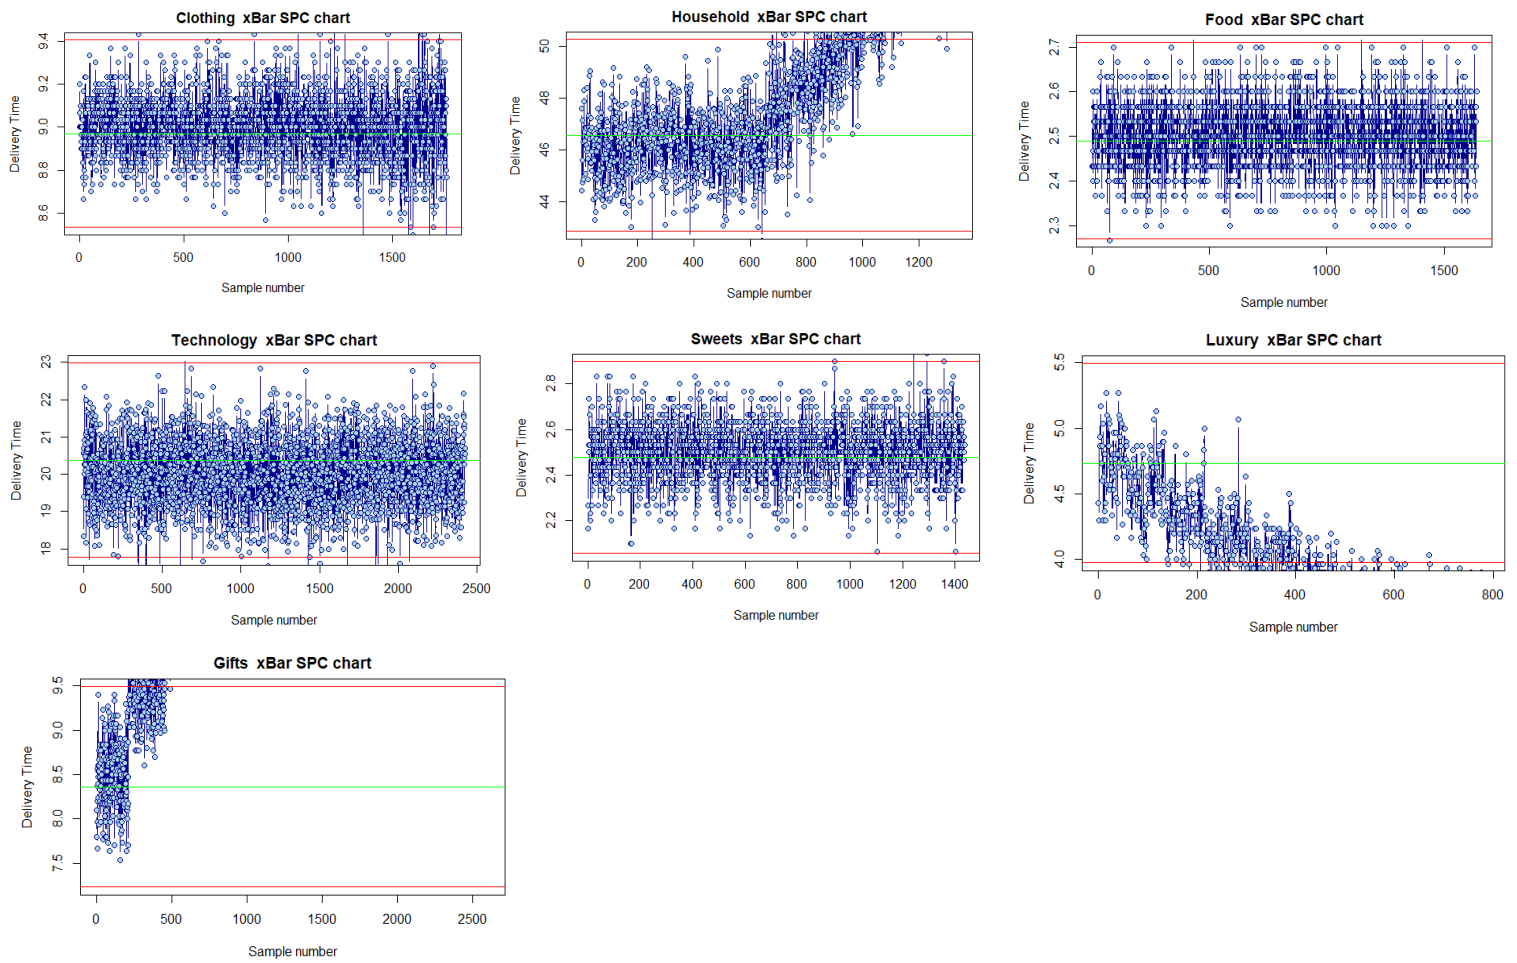 Clothing xBar SPC chart
Delivery Time
8.6 8.8 9.0 9.2 9.4
0 500 1000 1500
Sample number
Household xBar SPC chart
Delivery Time
44 46 48 50
0 200 400 600 800 1000 1200
Sample number
Food xBar SPC chart
Delivery Time
2.3 2.4 2.5 2.6 2.7
0 500 1000 1500
Sample number
Technology xBar SPC chart
Delivery Time
18 19 20 21 22 23
0 500 1000 1500 2000 2500
Sample number
Sweets xBar SPC chart
Delivery Time
2.2 2.4 2.6 2.8
0 200 400 600 800 1000 1200 1400
Sample number
Luxury xBar SPC chart
Delivery Time
4.0 4.5 5.0 5.5
0 200 400 600 800
Sample number
Gifts xBar SPC chart
Delivery Time
7.5 8.0 8.5 9.0 9.5
0 500 1000 1500 2000 2500
Sample number